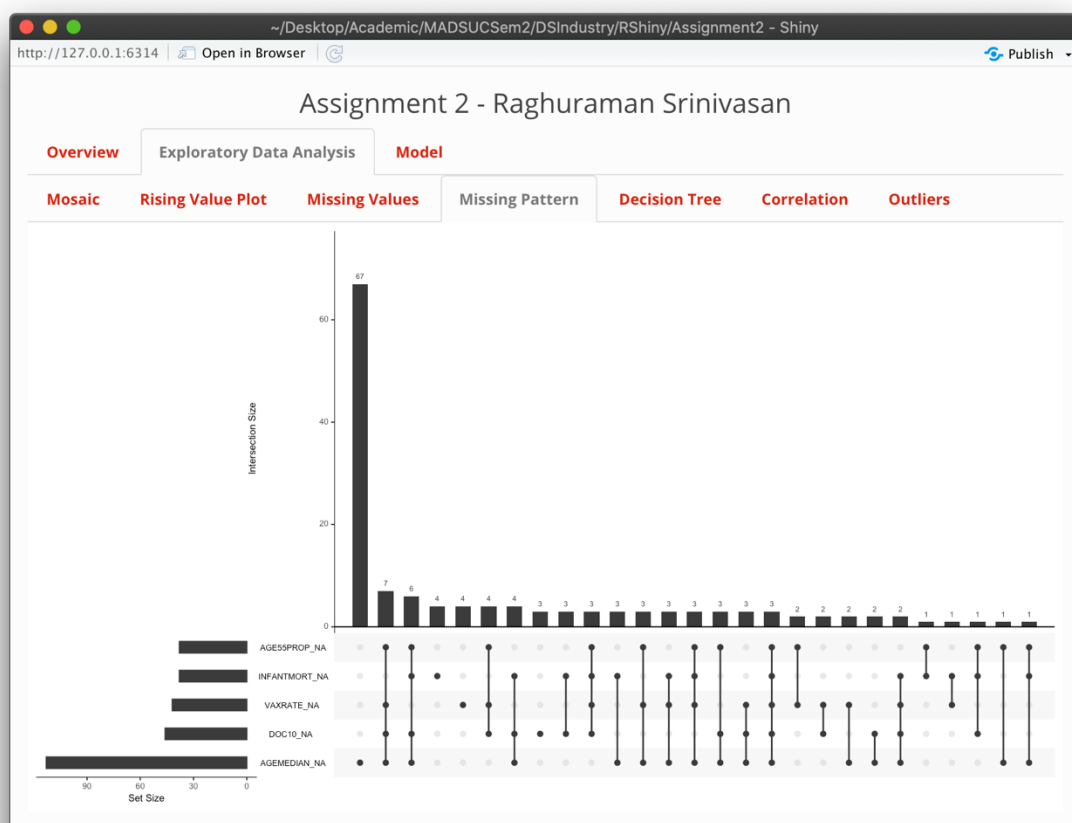 ~/Desktop/Academic/MADSUCSem2/DSIndustry/RShiny/Assignment2 - Shiny
http://127.0.0.1:6314 Open in Browser Publish
Assignment 2 - Raghuraman Srinivasan
Overview Exploratory Data Analysis Model
Mosaic Rising Value Plot Missing Values Missing Pattern Decision Tree Correlation Outliers
67
60
40
Intersection Size
20
7 6 4 4 4 4 3 3 3 3 3 3 3 3 3 3 2 2 2 2 2 1 1 1 1 1
0
AGE55PROP_NA
INFANTMORT_NA
VAXRATE_NA
DOC10_NA
AGEMEDIAN_NA
90 60 30 0
Set Size